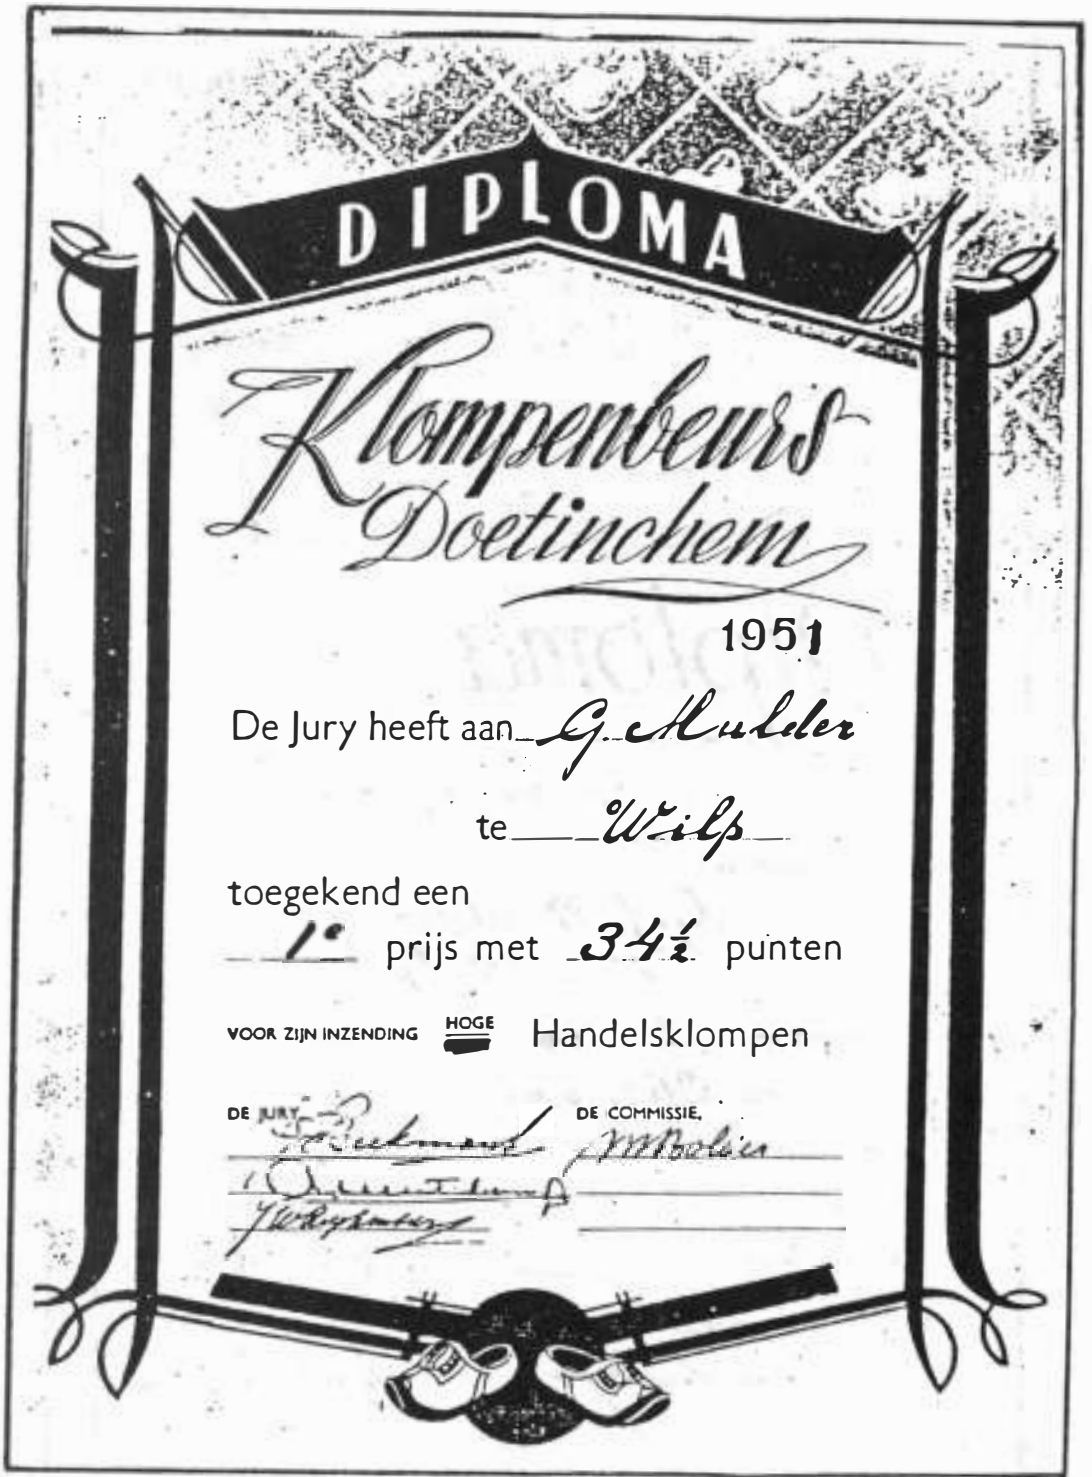 DIPLOMA
Klompenbeurs
Doetinchem
1951
De Jury heeft aan G. Mulder
te Wilp
toegekend een
1e prijs met 34½ punten
VOOR ZIJN INZENDING HOGE Handelsklompen
DE JURY DE COMMISSIE,